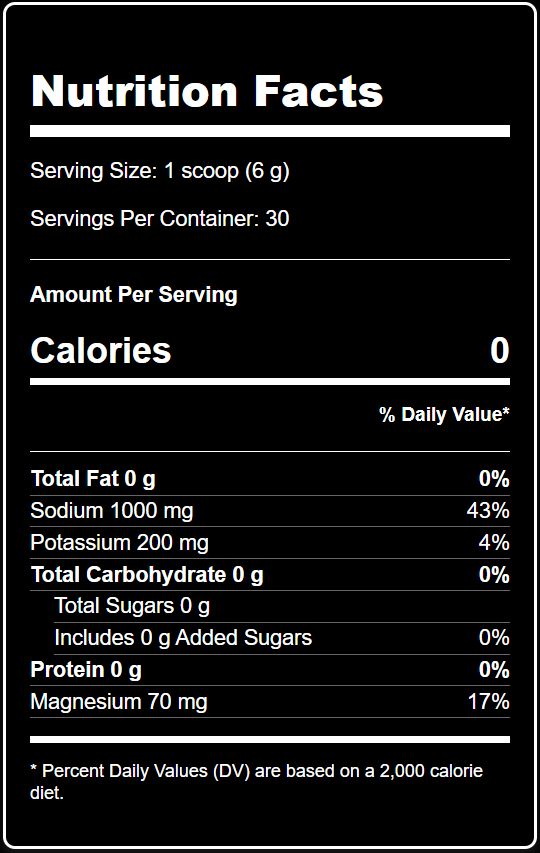 Nutrition Facts
Serving Size: 1 scoop (6 g)
Servings Per Container: 30
Amount Per Serving
Calories 0
% Daily Value*
Total Fat 0 g 0%
Sodium 1000 mg 43%
Potassium 200 mg 4%
Total Carbohydrate 0 g 0%
Total Sugars 0 g
Includes 0 g Added Sugars 0%
Protein 0 g 0%
Magnesium 70 mg 17%
* Percent Daily Values (DV) are based on a 2,000 calorie
diet.